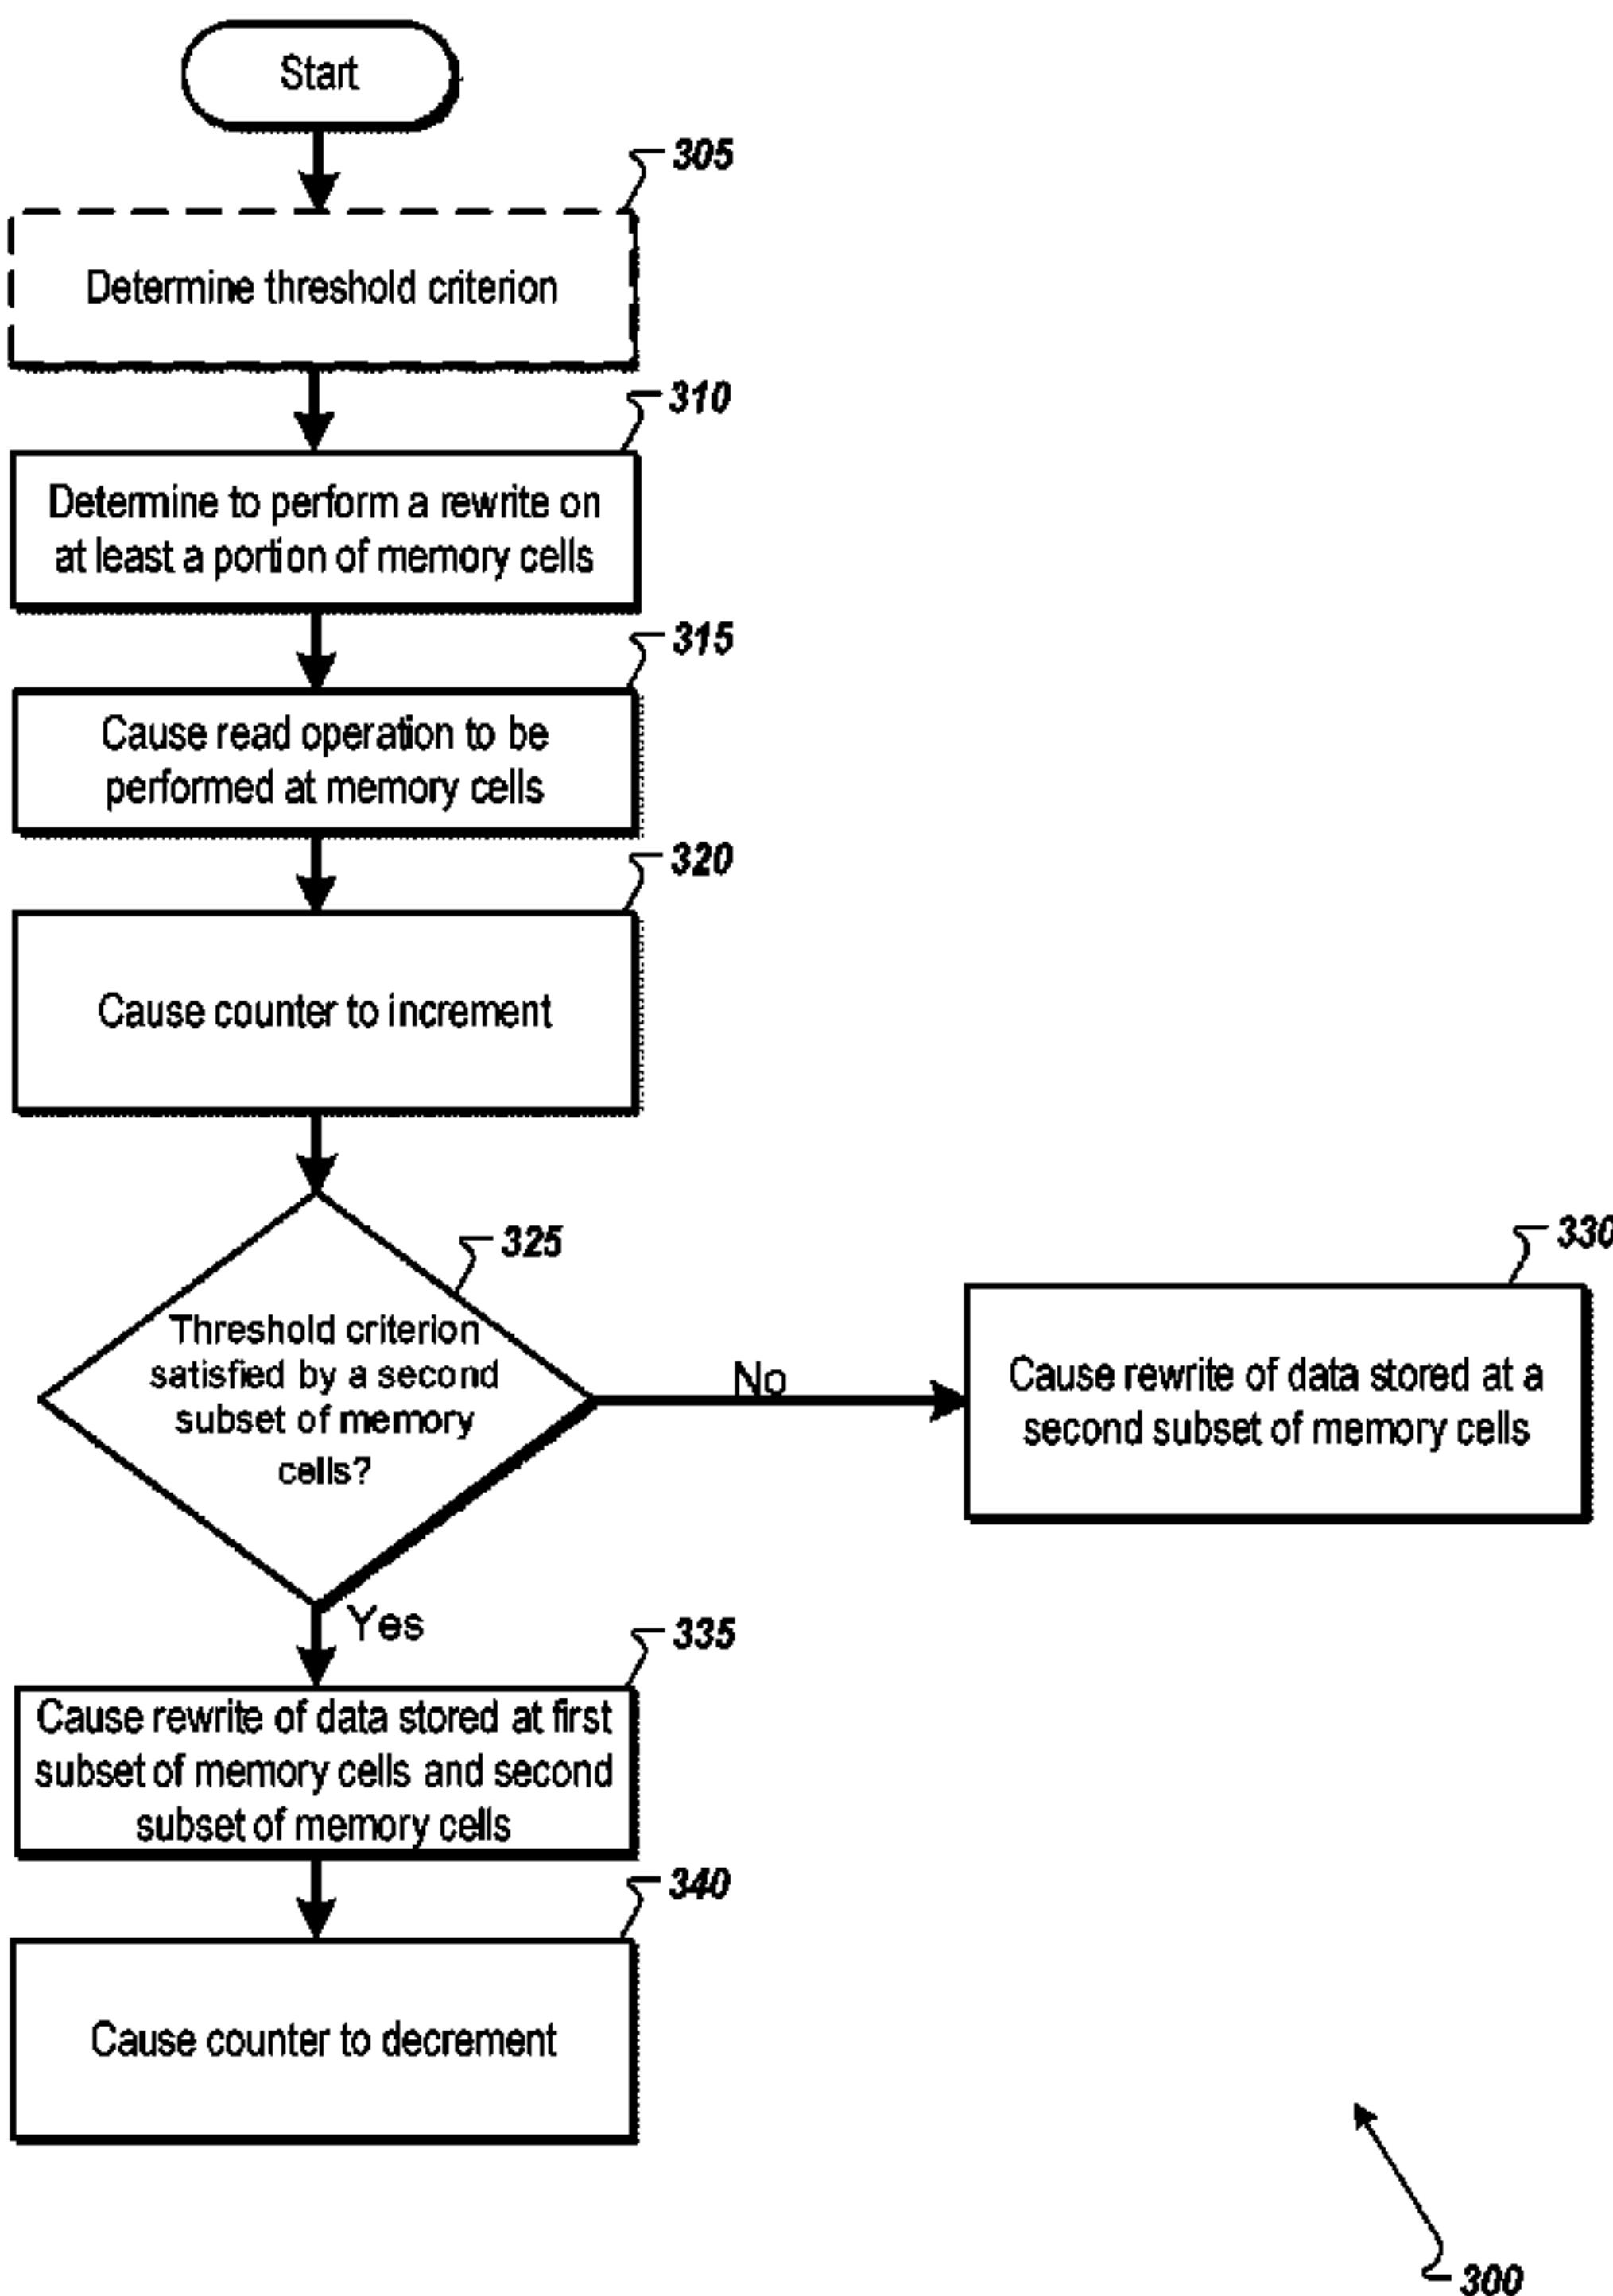 Start
305
Determine threshold criterion
310
Determine to perform a rewrite on
at least a portion of memory cells
315
Cause read operation to be
performed at memory cells
320
Cause counter to increment
325
Threshold criterion
satisfied by a second
subset of memory
cells?
No
330
Cause rewrite of data stored at a
second subset of memory cells
Yes
335
Cause rewrite of data stored at first
subset of memory cells and second
subset of memory cells
340
Cause counter to decrement
300